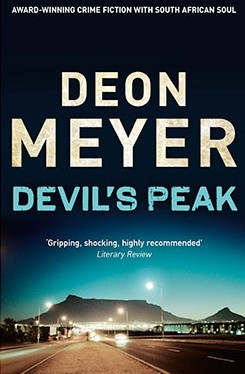 AWARD-WINNING CRIME FICTION WITH SOUTH AFRICAN SOUL
DEON
MEYER
DEVIL'S PEAK
'Gripping, shocking, highly recommended'
Literary Review